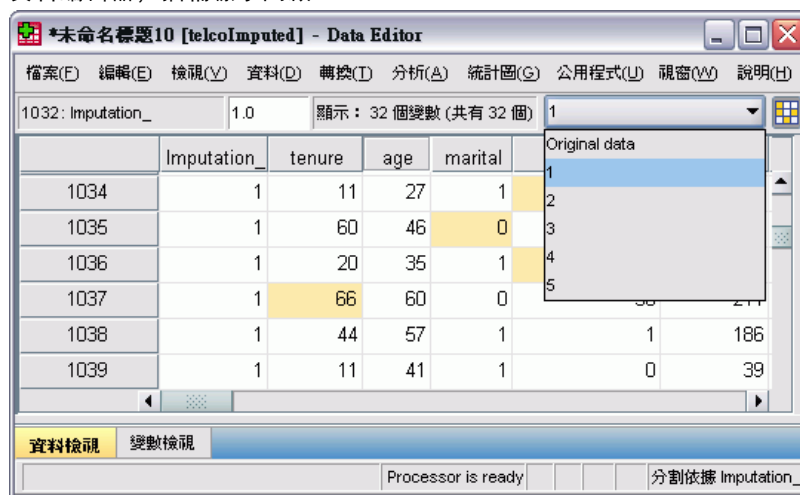 *未命名標題10 [telcoImputed] - Data Editor
檔案(F) 編輯(E) 檢視(V) 資料(D) 轉換(T) 分析(A) 統計圖(G) 公用程式(U) 視窗(W) 說明(H)
1032 : Imputation_ 1.0 顯示： 32 個變數 (共有 32 個) 1
Original data
1
2
3
4
5
Imputation_ tenure age marital
1034 1 11 27 1
1035 1 60 46 0
1036 1 20 35 1
1037 1 66 60 0
1038 1 44 57 1 1 186
1039 1 11 41 1 0 39
資料檢視 變數檢視
Processor is ready 分割依據 Imputation_